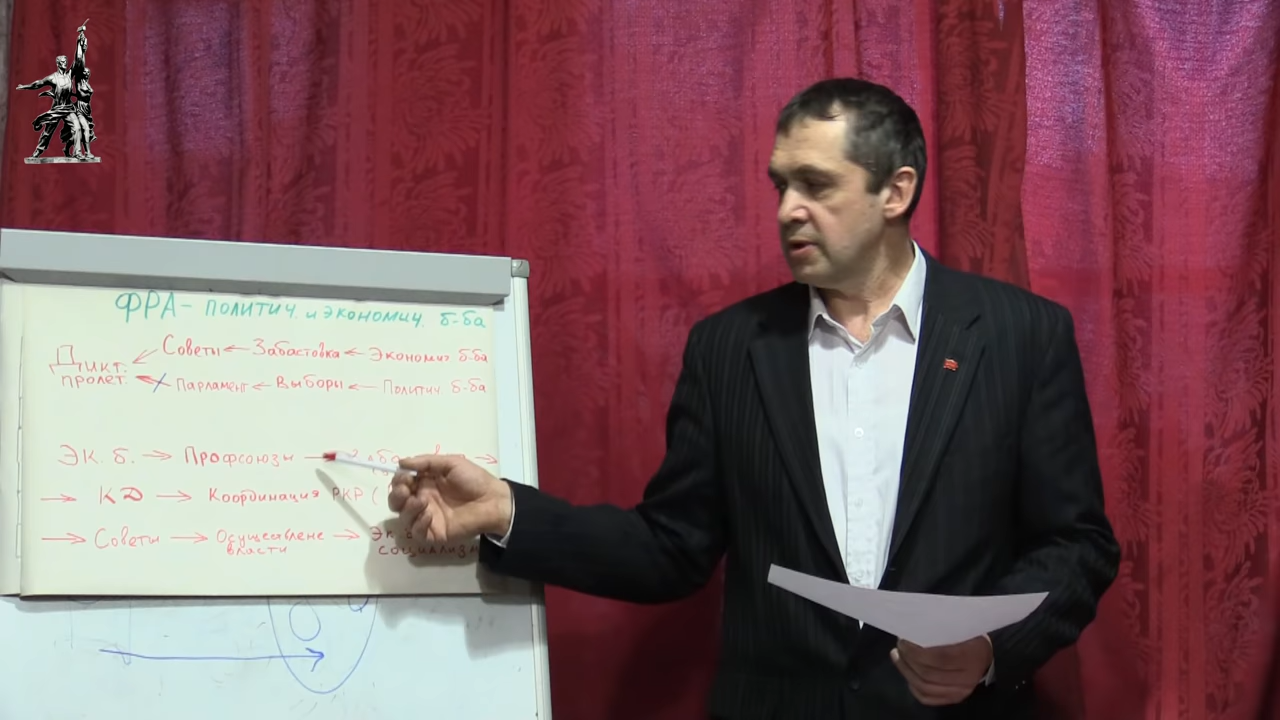 ФРА – политич. и экономич. б-ба
Дикт. пролет.
Советы ← Забастовка ← Экономич б-ба
Парламент ← Выборы ← Политич б-ба
Эк. б. → Профсоюзы → →
→ КД → Координация РКР (
→ Советы → Осуществлене власти → Эк. социализм